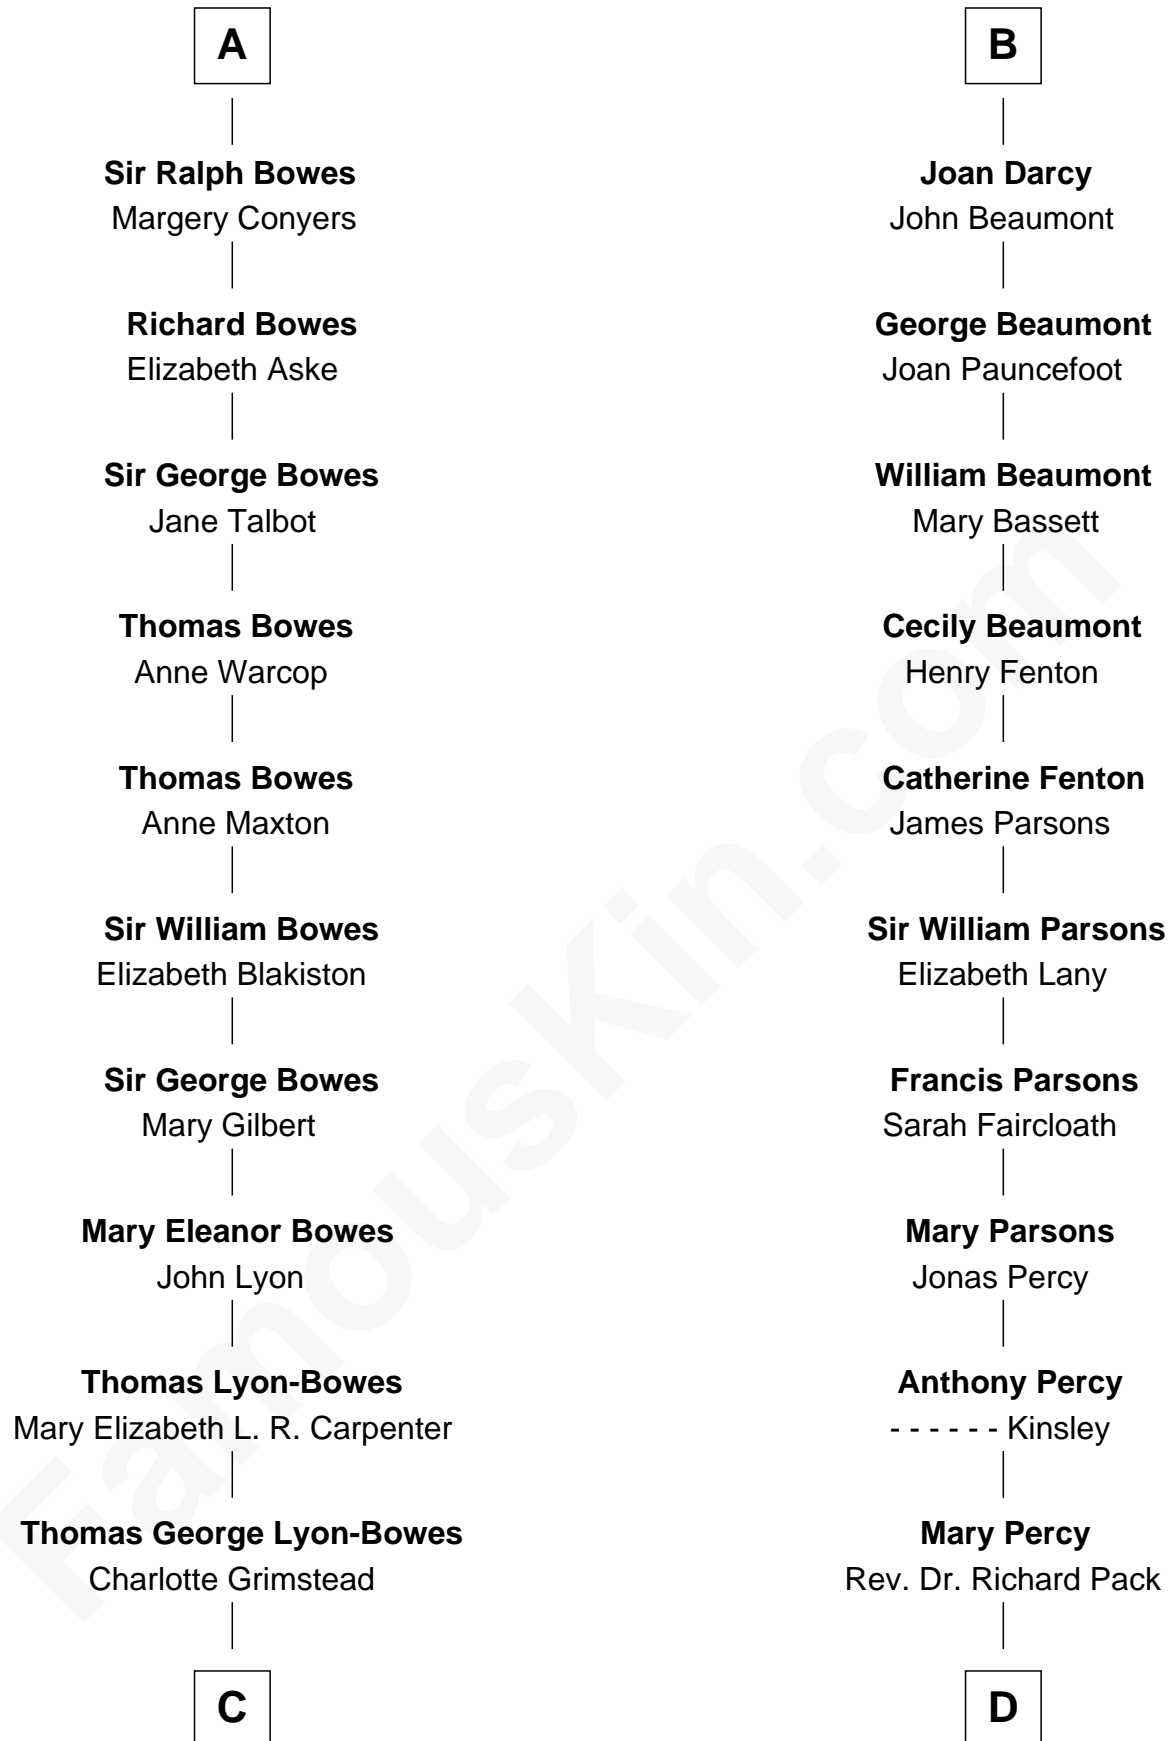 A
Sir Ralph Bowes
Margery Conyers
Richard Bowes
Elizabeth Aske
Sir George Bowes
Jane Talbot
Thomas Bowes
Anne Warcop
Thomas Bowes
Anne Maxton
Sir William Bowes
Elizabeth Blakiston
Sir George Bowes
Mary Gilbert
Mary Eleanor Bowes
John Lyon
Thomas Lyon-Bowes
Mary Elizabeth L. R. Carpenter
Thomas George Lyon-Bowes
Charlotte Grimstead
C
B
Joan Darcy
John Beaumont
George Beaumont
Joan Pauncefoot
William Beaumont
Mary Bassett
Cecily Beaumont
Henry Fenton
Catherine Fenton
James Parsons
Sir William Parsons
Elizabeth Lany
Francis Parsons
Sarah Faircloath
Mary Parsons
Jonas Percy
Anthony Percy
- - - - - - Kinsley
Mary Percy
Rev. Dr. Richard Pack
D
FamousKin.com